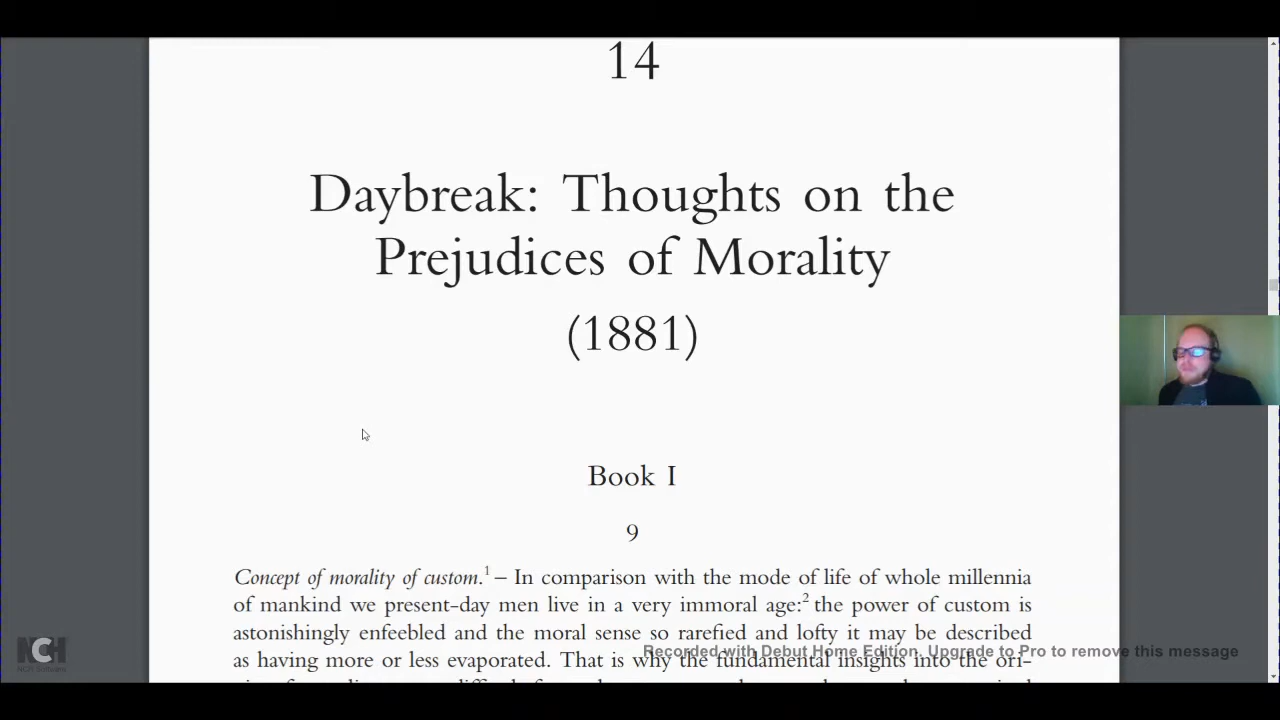 14
Daybreak: Thoughts on the
Prejudices of Morality
(1881)
Book I
9
Concept of morality of custom.1 – In comparison with the mode of life of whole millennia
of mankind we present-day men live in a very immoral age:2 the power of custom is
astonishingly enfeebled and the moral sense so rarefied and lofty it may be described
as having more or less evaporated. That is why the fundamental insights into the ori-
Recorded with Debut Home Edition. Upgrade to Pro to remove this message
NCH